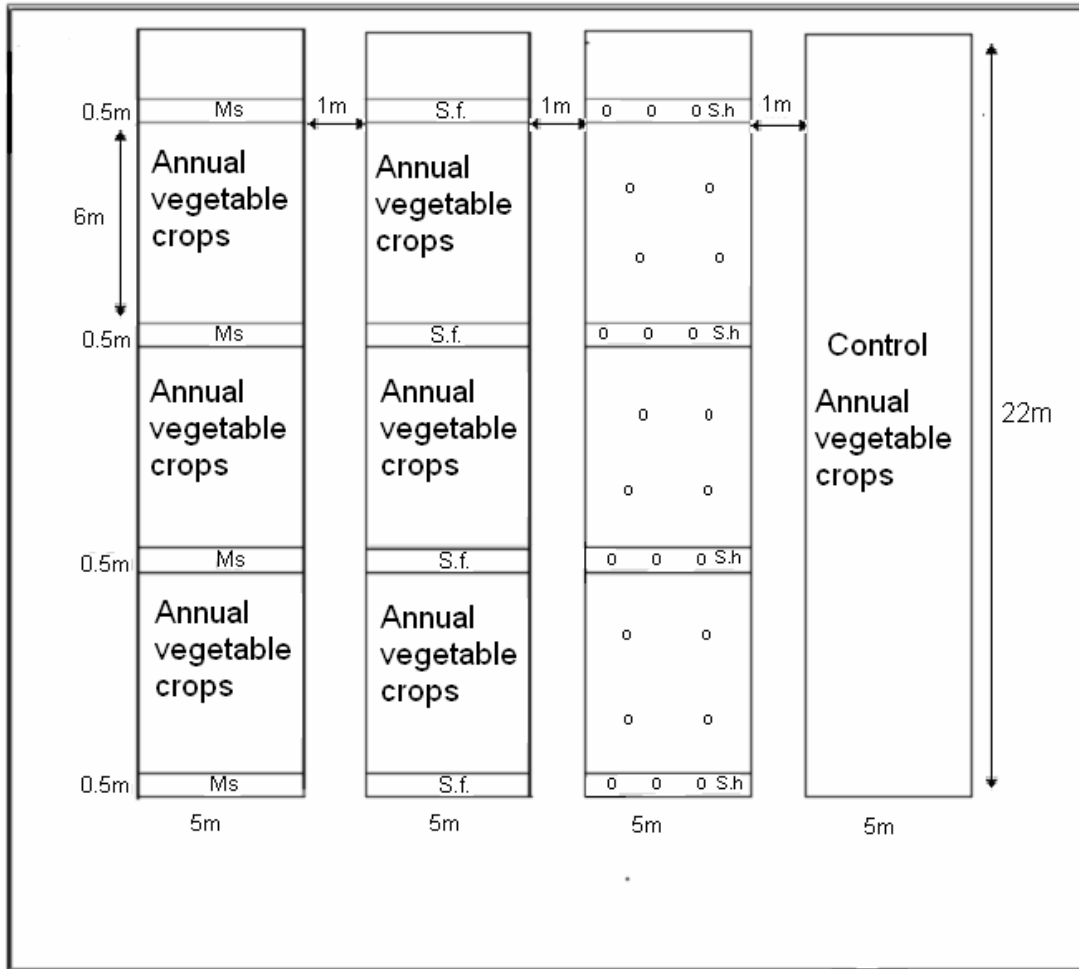 0.5m Ms 1m S.f. 1m o o o S.h 1m
Annual
vegetable
crops
Annual
vegetable
crops
o o
o o
6m
0.5m Ms S.f. o o o S.h
Control
Annual
vegetable
crops
22m
Annual
vegetable
crops
Annual
vegetable
crops
o o
o o
0.5m Ms S.f. o o o S.h
Annual
vegetable
crops
Annual
vegetable
crops
o o
o o
0.5m Ms S.f. o o o S.h
5m 5m 5m 5m